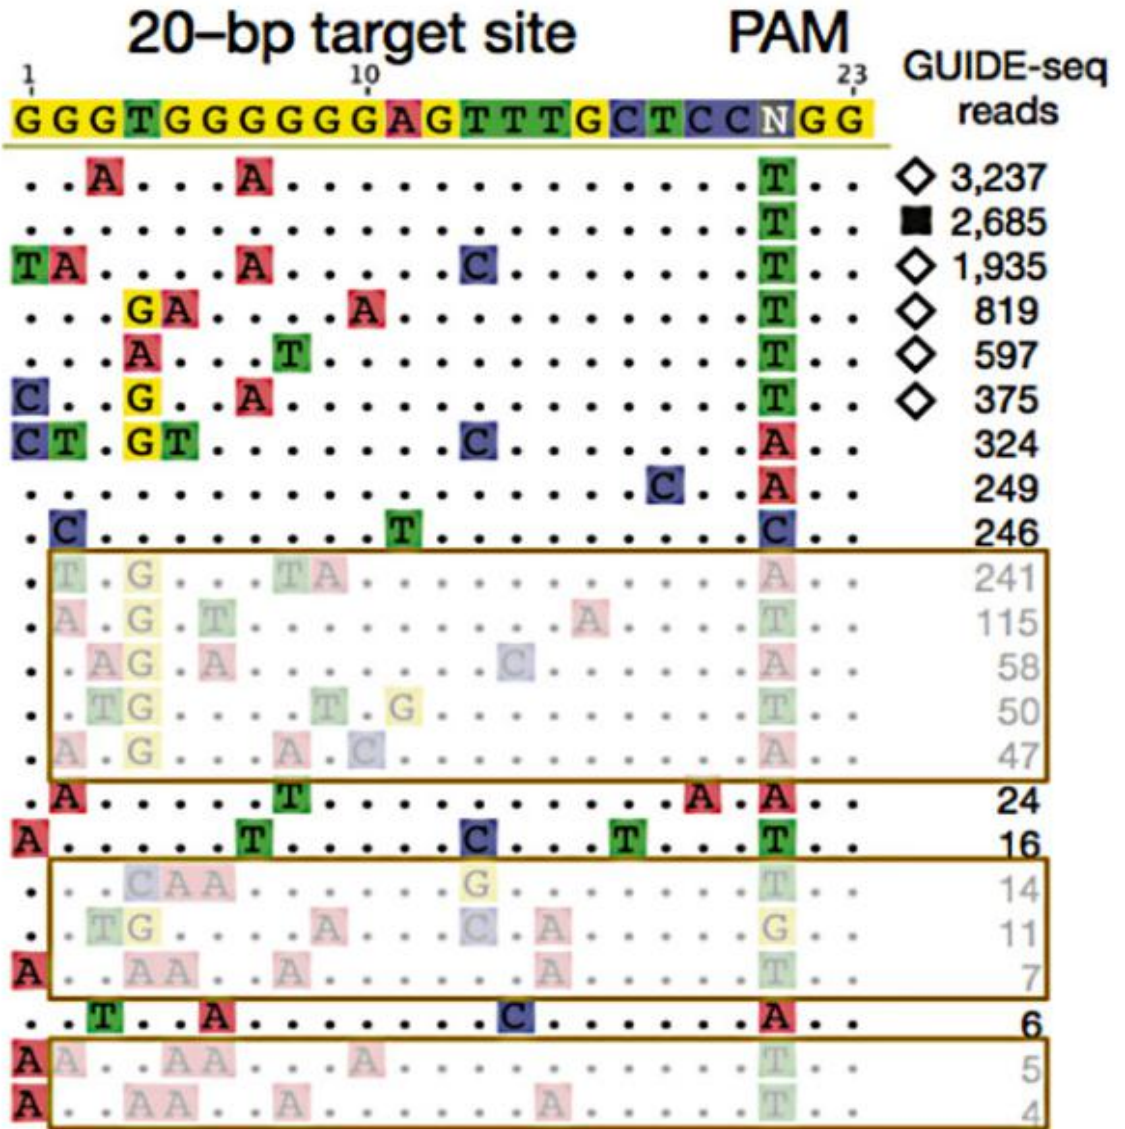 20–bp target site PAM
1 10 23 GUIDE-seq
reads
GGGTGGGGGGAGTTTGCTCCNGG
..A...A.............T.. ◇ 3,237
....................T.. ■ 2,685
TA....A.....C.......T.. ◇ 1,935
...GA....A..........T.. ◇ 819
...A...T............T.. ◇ 597
C..G..A.............T.. ◇ 375
CT.GT.......C.......A.. 324
.................C..A.. 249
.C........T.........C.. 246
.T.G...TA...........A.. 241
.A.G.T.........A....T.. 115
..AG.A.......C......A.. 58
..TG....T.G.........T.. 50
.A.G...A.C..........A.. 47
.A.....T..........A.A.. 24
A.....T.....C...T...T.. 16
...CAA......G.......T.. 14
..TG....A...C.A.....G.. 11
A..AA..A......A.....T.. 7
..T..A.......C......A.. 6
AA..AA...A..........T.. 5
A..AA..A......A.....T.. 4